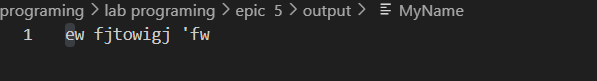 programing > lab programing > epic 5 > output > MyName
1 ew fjtowigj 'fw